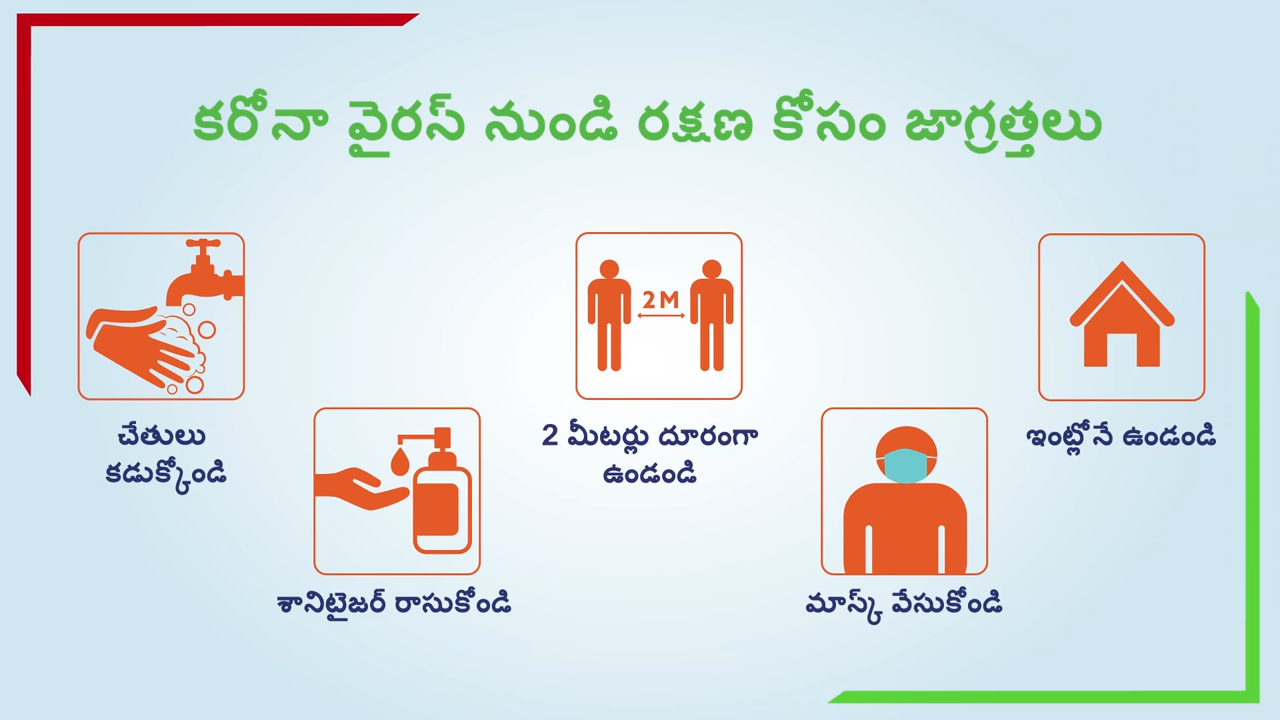 కరోనా వైరస్ నుండి రక్షణ కోసం జాగ్రత్తలు
చేతులు
కడుక్కోండి
శానిటైజర్ రాసుకోండి
2M
2 మీటర్లు దూరంగా
ఉండండి
మాస్క్ వేసుకోండి
ఇంట్లోనే ఉండండి